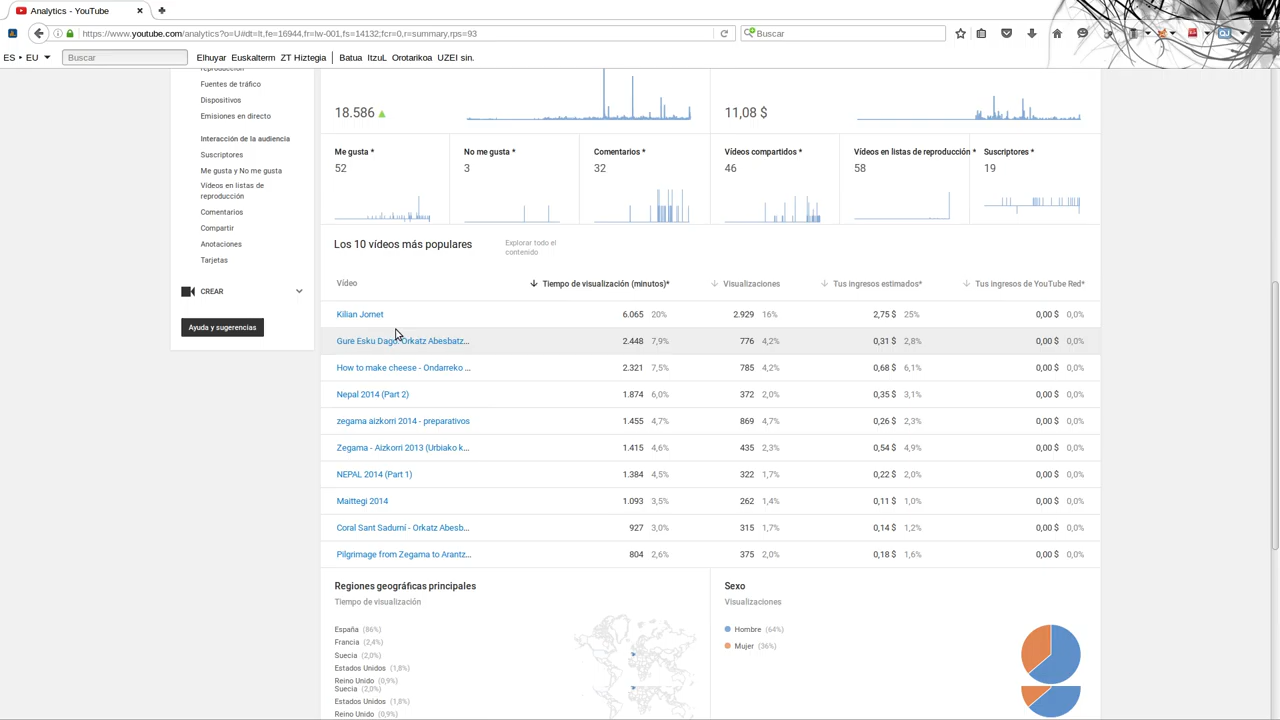 Analytics - YouTube
https://www.youtube.com/analytics?o=U#dt=lt,fe=16944,fr=lw-001,fs=14132;fcr=0,r=summary,rps=93
Buscar
ES • EU
Buscar
Elhuyar Euskalterm ZT Hiztegia Batua ItzuL Orotarikoa UZEI sin.
reproducción
Fuentes de tráfico
Dispositivos
Emisiones en directo
Interacción de la audiencia
Suscriptores
Me gusta y No me gusta
Vídeos en listas de
reproducción
Comentarios
Compartir
Anotaciones
Tarjetas
CREAR
Ayuda y sugerencias
18.586
11,08 $
Me gusta * No me gusta * Comentarios * Vídeos compartidos * Vídeos en listas de reproducción * Suscriptores *
52 3 32 46 58 19
Los 10 vídeos más populares
Explorar todo el
contenido
Vídeo Tiempo de visualización (minutos)* Visualizaciones Tus ingresos estimados* Tus ingresos de YouTube Red*
Kilian Jornet 6.065 20% 2.929 16% 2,75 $ 25% 0,00 $ 0,0%
Gure Esku Dago. Orkatz Abesbatz... 2.448 7,9% 776 4,2% 0,31 $ 2,8% 0,00 $ 0,0%
How to make cheese - Ondarreko ... 2.321 7,5% 785 4,2% 0,68 $ 6,1% 0,00 $ 0,0%
Nepal 2014 (Part 2) 1.874 6,0% 372 2,0% 0,35 $ 3,1% 0,00 $ 0,0%
zegama aizkorri 2014 - preparativos 1.455 4,7% 869 4,7% 0,26 $ 2,3% 0,00 $ 0,0%
Zegama - Aizkorri 2013 (Urbiako k... 1.415 4,6% 435 2,3% 0,54 $ 4,9% 0,00 $ 0,0%
NEPAL 2014 (Part 1) 1.384 4,5% 322 1,7% 0,22 $ 2,0% 0,00 $ 0,0%
Maittegi 2014 1.093 3,5% 262 1,4% 0,11 $ 1,0% 0,00 $ 0,0%
Coral Sant Sadurní - Orkatz Abesb... 927 3,0% 315 1,7% 0,14 $ 1,2% 0,00 $ 0,0%
Pilgrimage from Zegama to Arantz... 804 2,6% 375 2,0% 0,18 $ 1,6% 0,00 $ 0,0%
Regiones geográficas principales
Tiempo de visualización
España (86%)
Francia (2,4%)
Suecia (2,0%)
Estados Unidos (1,8%)
Reino Unido (0,9%)
Suecia (2,0%)
Estados Unidos (1,8%)
Reino Unido (0,9%)
Sexo
Visualizaciones
Hombre (64%)
Mujer (36%)